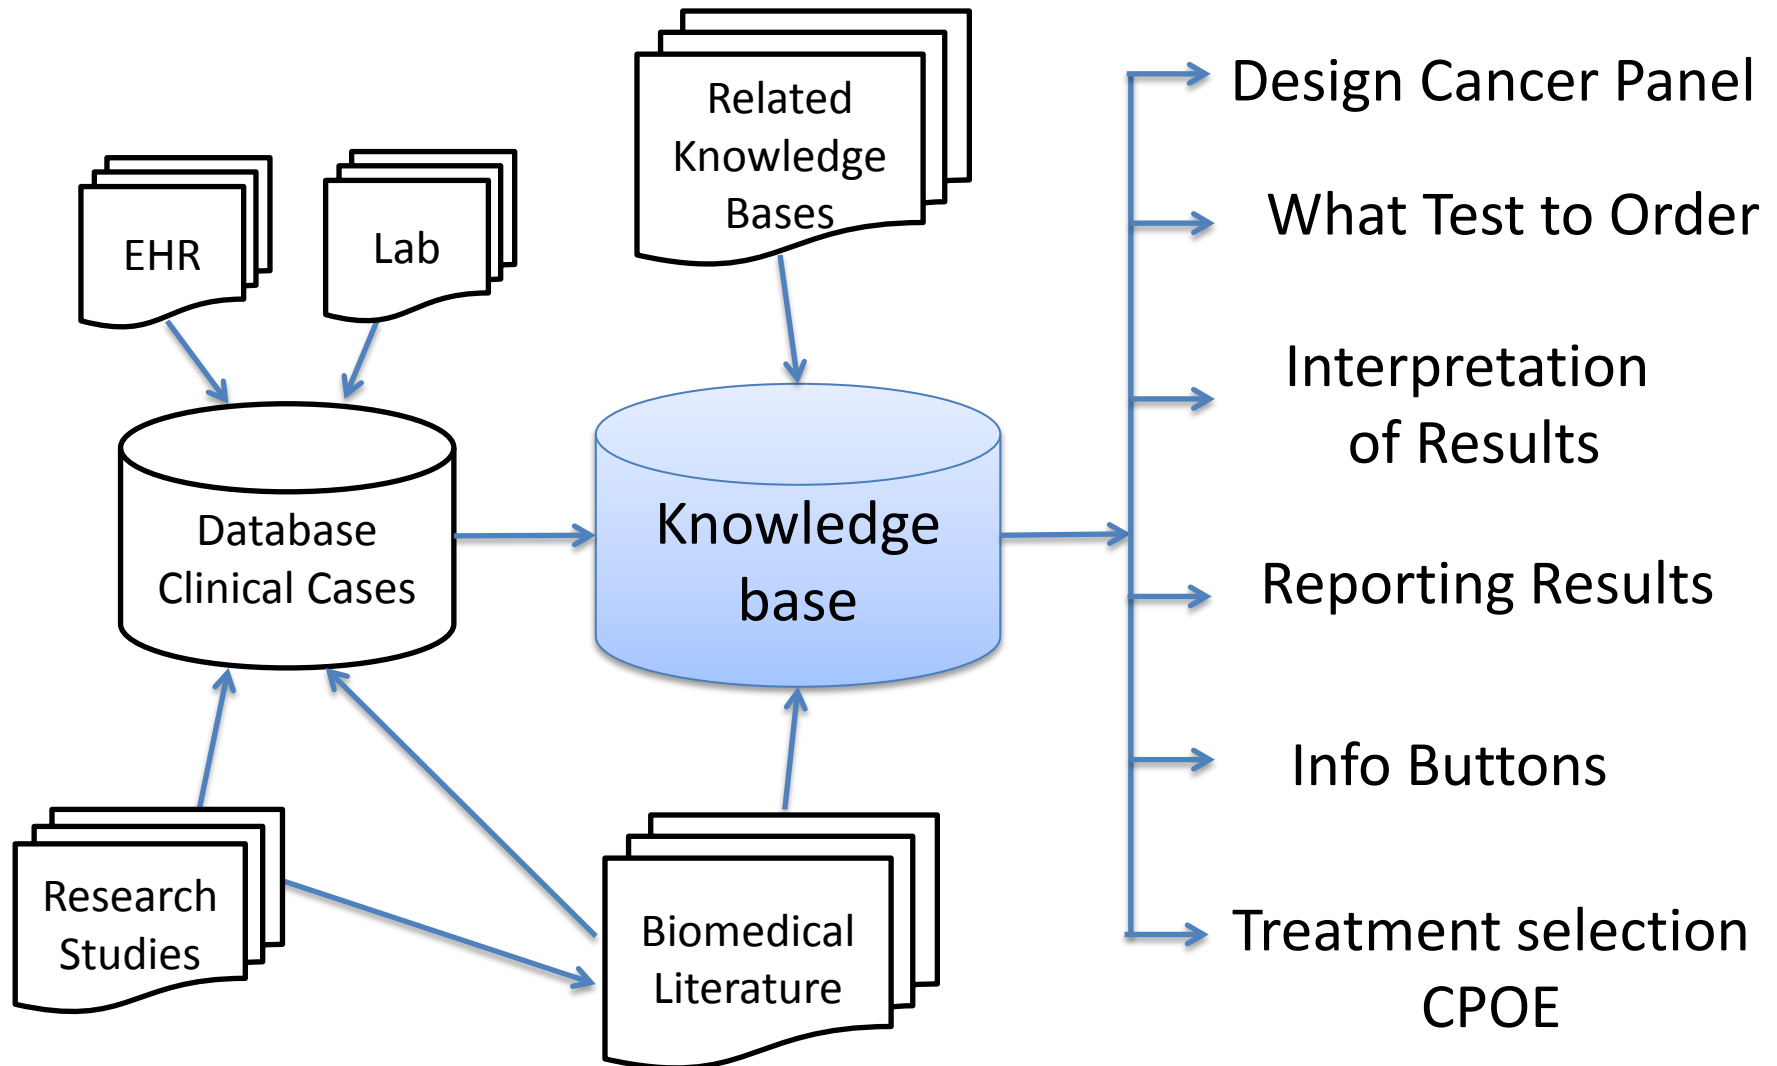 Related
Knowledge
Bases
EHR
Lab
Database
Clinical Cases
Knowledge
base
Research
Studies
Biomedical
Literature
Design Cancer Panel
What Test to Order
Interpretation
of Results
Reporting Results
Info Buttons
Treatment selection
CPOE